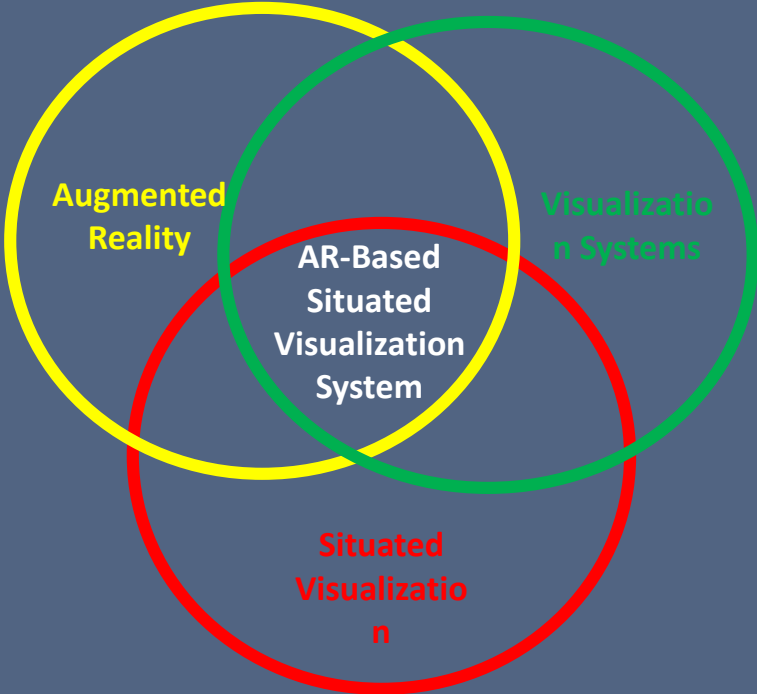 Augmented
Reality
Visualizatio
n Systems
AR-Based
Situated
Visualization
System
Situated
Visualizatio
n